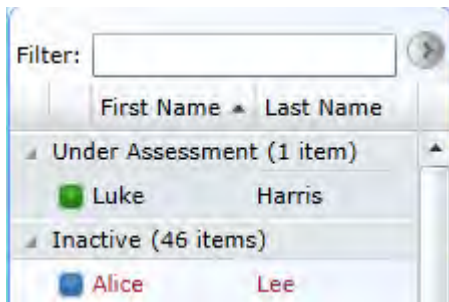 Filter:
First Name Last Name
Under Assessment (1 item)
Luke Harris
Inactive (46 items)
Alice Lee